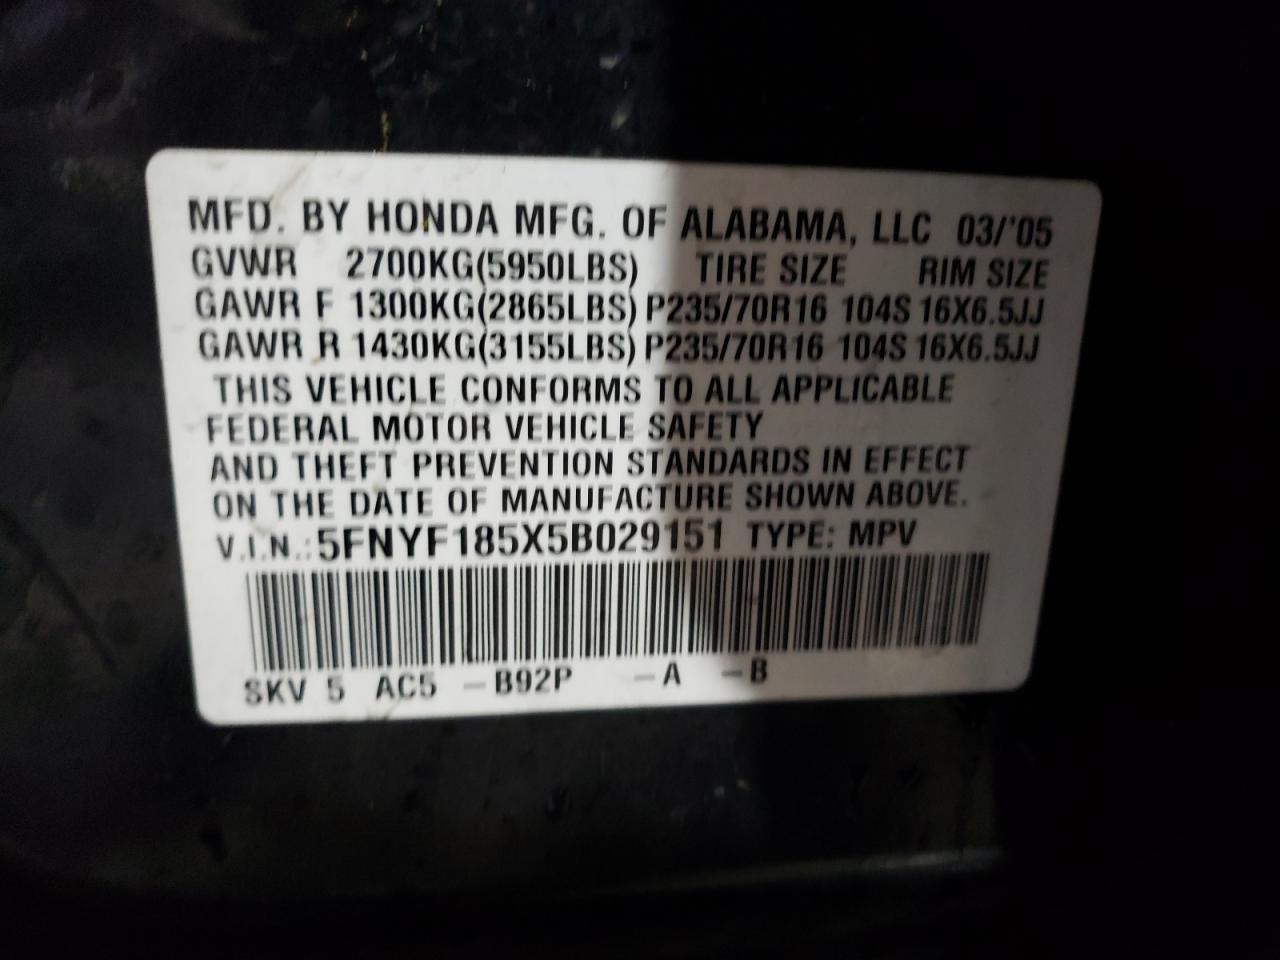 MFD. BY HONDA MFG. OF ALABAMA, LLC 03/'05
GVWR 2700KG(5950LBS) TIRE SIZE RIM SIZE
GAWR F 1300KG(2865LBS) P235/70R16 104S 16X6.5JJ
GAWR R 1430KG(3155LBS) P235/70R16 104S 16X6.5JJ
THIS VEHICLE CONFORMS TO ALL APPLICABLE
FEDERAL MOTOR VEHICLE SAFETY
AND THEFT PREVENTION STANDARDS IN EFFECT
ON THE DATE OF MANUFACTURE SHOWN ABOVE.
V.I.N.: 5FNYF185X5B029151 TYPE: MPV
SKV 5 AC5 -B92P -A -B